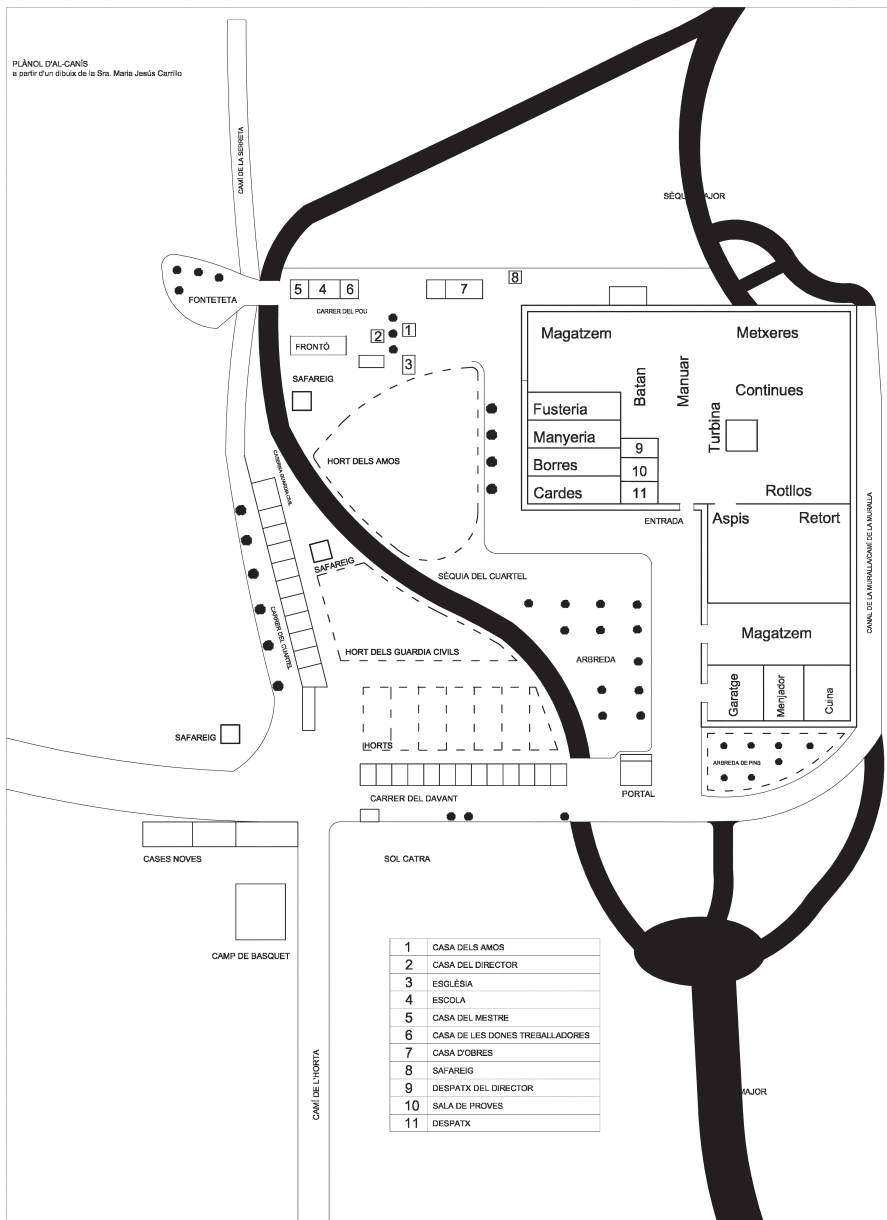 PLÀNOL D'AL-CANÍS
a partir d'un dibuix de la Sra. Maria Jesús Carrillo
CAMÍ DE LA SERRETA
SÉQUIA MAJOR
FONTETETA
5 4 6
7
8
CARRER DEL POU
1
2
3
FRONTÓ
SAFAREIG
HORT DELS AMOS
Magatzem
Metxeres
Batan
Manuar
Continues
Turbina
Fusteria
Manyeria
Borres
Cardes
9
10
11
Rotllos
ENTRADA
Aspis
Retort
CANAL DE LA MURALLA/CAMÍ DE LA MURALLA
CASERNA GUARDIA CIVIL
SAFAREIG
SÉQUIA DEL CUARTEL
CARRER DEL CUARTEL
HORT DELS GUARDIA CIVILS
ARBREDA
Magatzem
Garatge
Menjador
Cuina
SAFAREIG
HORTS
ARBREDA DE PINS
PORTAL
CARRER DEL DAVANT
CASES NOVES
SOL CATRA
CAMP DE BASQUET
CAMÍ DE L'HORTA
MAJOR
1 CASA DELS AMOS
2 CASA DEL DIRECTOR
3 ESGLÈSIA
4 ESCOLA
5 CASA DEL MESTRE
6 CASA DE LES DONES TREBALLADORES
7 CASA D'OBRES
8 SAFAREIG
9 DESPATX DEL DIRECTOR
10 SALA DE PROVES
11 DESPATX